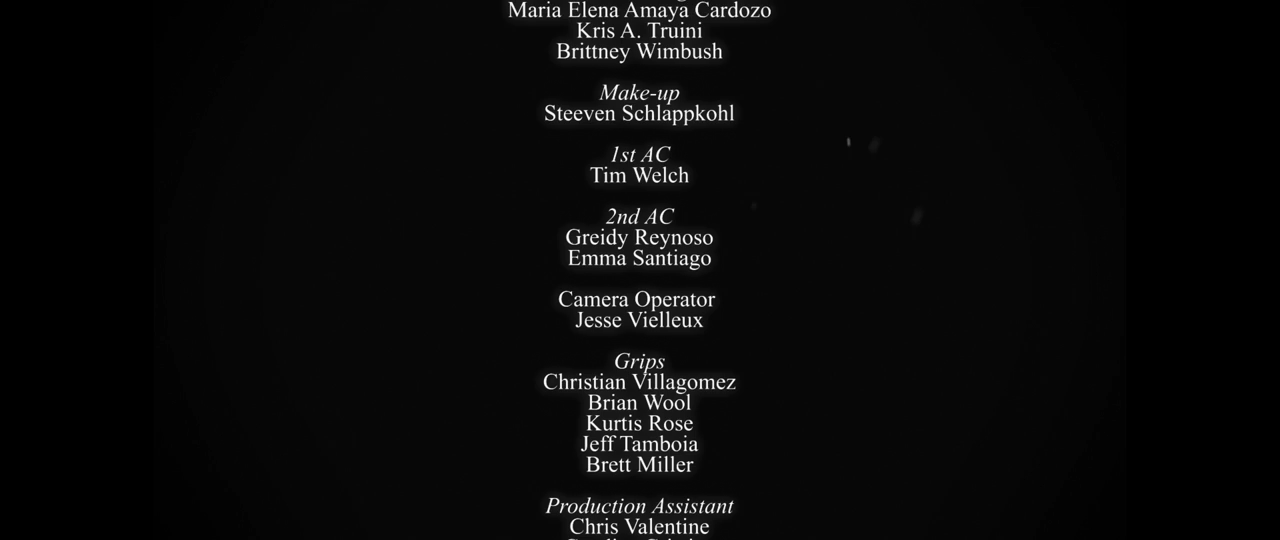 Maria Elena Amaya Cardozo
Kris A. Truini
Brittney Wimbush
Make-up
Steeven Schlappkohl
1st AC
Tim Welch
2nd AC
Greidy Reynoso
Emma Santiago
Camera Operator
Jesse Vielleux
Grips
Christian Villagomez
Brian Wool
Kurtis Rose
Jeff Tamboia
Brett Miller
Production Assistant
Chris Valentine